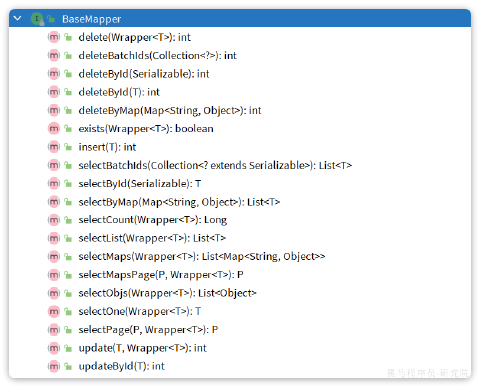 BaseMapper
delete(Wrapper<T>): int
deleteBatchIds(Collection<?>): int
deleteById(Serializable): int
deleteById(T): int
deleteByMap(Map<String, Object>): int
exists(Wrapper<T>): boolean
insert(T): int
selectBatchIds(Collection<? extends Serializable>): List<T>
selectById(Serializable): T
selectByMap(Map<String, Object>): List<T>
selectCount(Wrapper<T>): Long
selectList(Wrapper<T>): List<T>
selectMaps(Wrapper<T>): List<Map<String, Object>>
selectMapsPage(P, Wrapper<T>): P
selectObjs(Wrapper<T>): List<Object>
selectOne(Wrapper<T>): T
selectPage(P, Wrapper<T>): P
update(T, Wrapper<T>): int
updateById(T): int